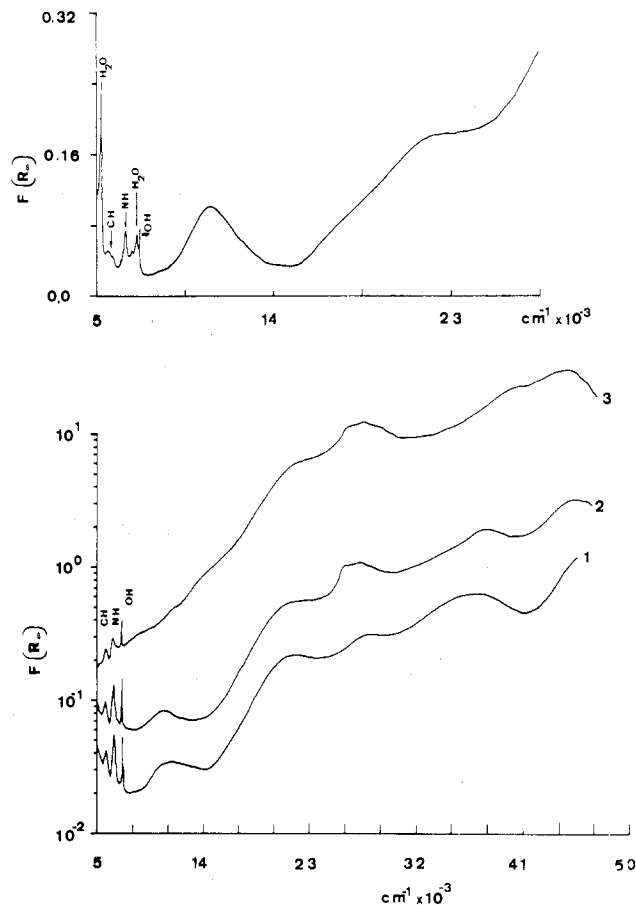 0.32
H₂O
CH
NH
H₂O
OH
0.16
F(R∞)
0.0
5 14 23 cm⁻¹ x10⁻³
10¹
3
2
10⁰
1
CH
NH
OH
F(R∞)
10⁻¹
10⁻²
5 14 23 32 41 50
cm⁻¹ x10⁻³